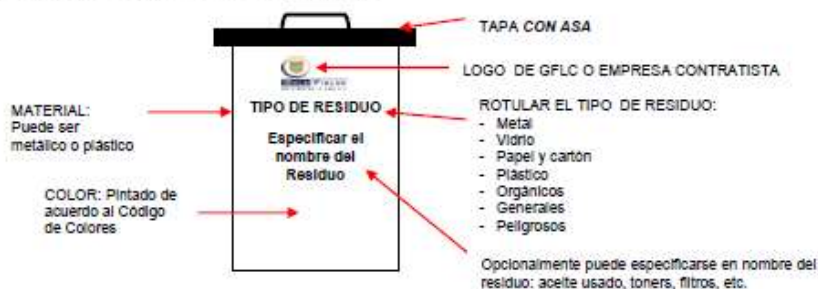 TAPA CON ASA
LOGO DE GFLC O EMPRESA CONTRATISTA
MATERIAL:
Puede ser
metálico o plástico
TIPO DE RESIDUO
Especificar el
nombre del
Residuo
ROTULAR EL TIPO DE RESIDUO:
- Metal
- Vidrio
- Papel y cartón
- Plástico
- Orgánicos
- Generales
- Peligrosos
COLOR: Pintado de
acuerdo al Código
de Colores
Opcionalmente puede especificarse en nombre del
residuo: aceite usado, toners, filtros, etc.